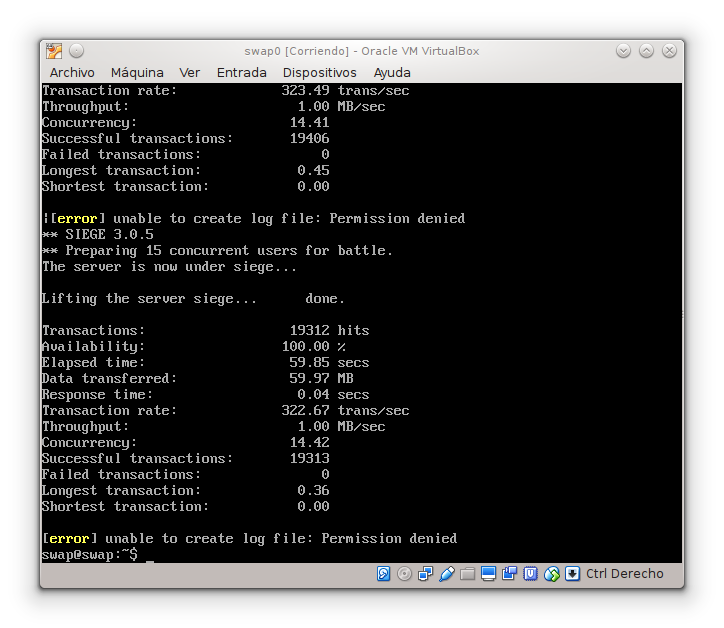 swap0 [Corriendo] - Oracle VM VirtualBox
Archivo Máquina Ver Entrada Dispositivos Ayuda
Transaction rate: 323.49 trans/sec
Throughput: 1.00 MB/sec
Concurrency: 14.41
Successful transactions: 19406
Failed transactions: 0
Longest transaction: 0.45
Shortest transaction: 0.00
|[error] unable to create log file: Permission denied
** SIEGE 3.0.5
** Preparing 15 concurrent users for battle.
The server is now under siege...
Lifting the server siege... done.
Transactions: 19312 hits
Availability: 100.00 %
Elapsed time: 59.85 secs
Data transferred: 59.97 MB
Response time: 0.04 secs
Transaction rate: 322.67 trans/sec
Throughput: 1.00 MB/sec
Concurrency: 14.42
Successful transactions: 19313
Failed transactions: 0
Longest transaction: 0.36
Shortest transaction: 0.00
[error] unable to create log file: Permission denied
swap@swap:~$ _
Ctrl Derecho